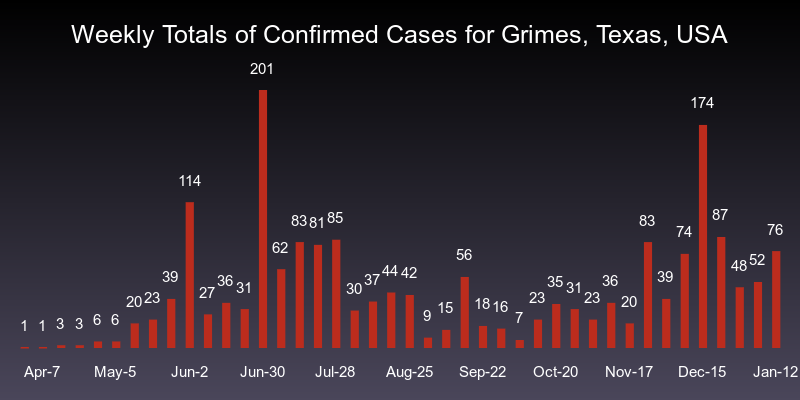 Weekly Totals of Confirmed Cases for Grimes, Texas, USA
1 1 3 3 6 6 20 23 39 114 27 36 31 201 62 83 81 85 30 37 44 42 9 15 56 18 16 7 23 35 31 23 36 20 83 39 74 174 87 48 52 76
Apr-7 May-5 Jun-2 Jun-30 Jul-28 Aug-25 Sep-22 Oct-20 Nov-17 Dec-15 Jan-12